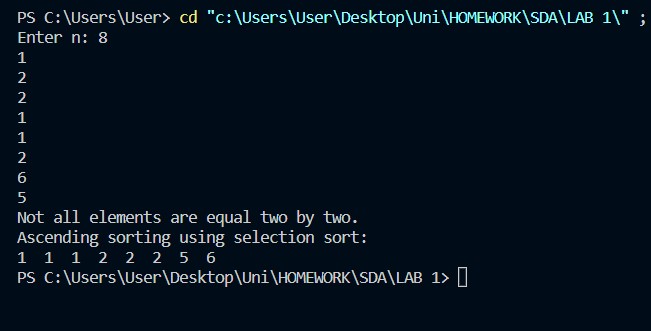 PS C:\Users\User> cd "c:\Users\User\Desktop\Uni\HOMEWORK\SDA\LAB 1\" ;
Enter n: 8
1
2
2
1
1
2
6
5
Not all elements are equal two by two.
Ascending sorting using selection sort:
1  1  1  2  2  2  5  6
PS C:\Users\User\Desktop\Uni\HOMEWORK\SDA\LAB 1>